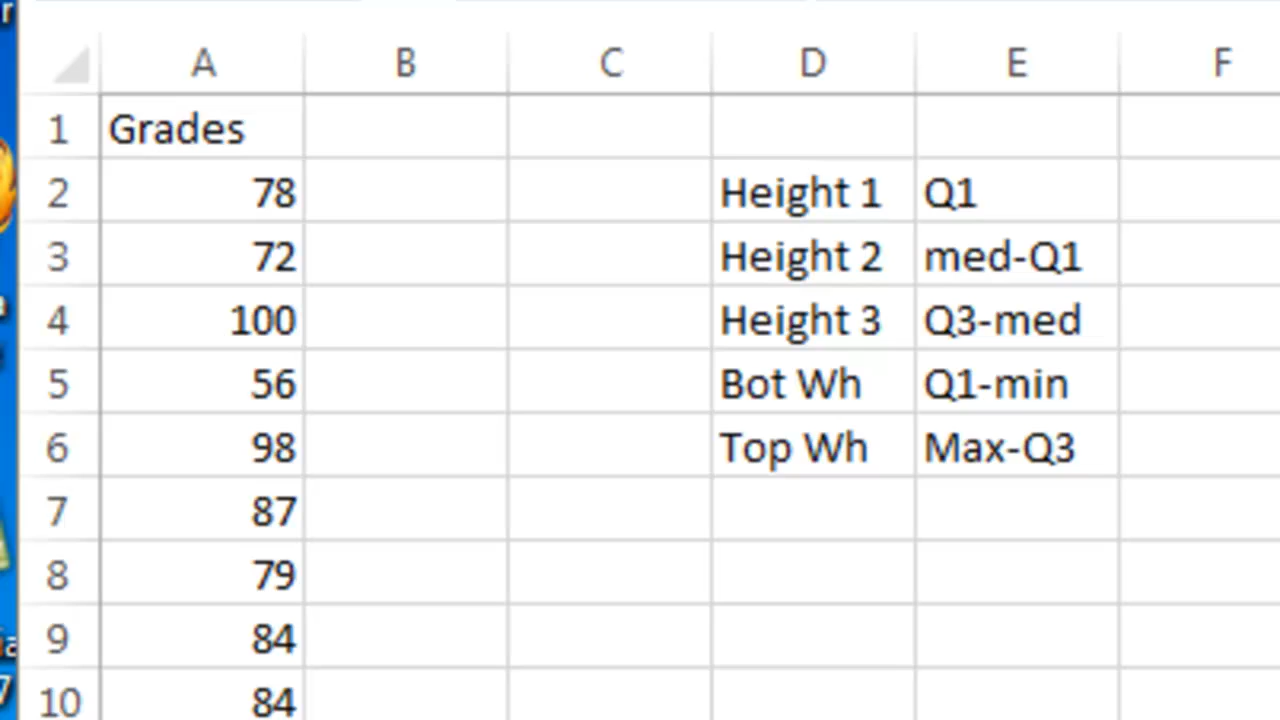 A B C D E F
1 Grades
2 78 Height 1 Q1
3 72 Height 2 med-Q1
4 100 Height 3 Q3-med
5 56 Bot Wh Q1-min
6 98 Top Wh Max-Q3
7 87
8 79
9 84
10 84